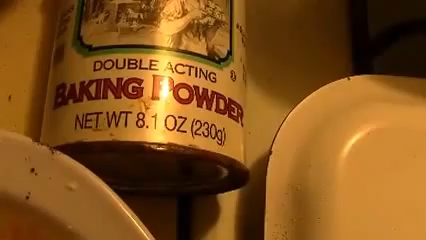 DOUBLE ACTING
BAKING POWDER
NET WT 8.1 OZ (230g)